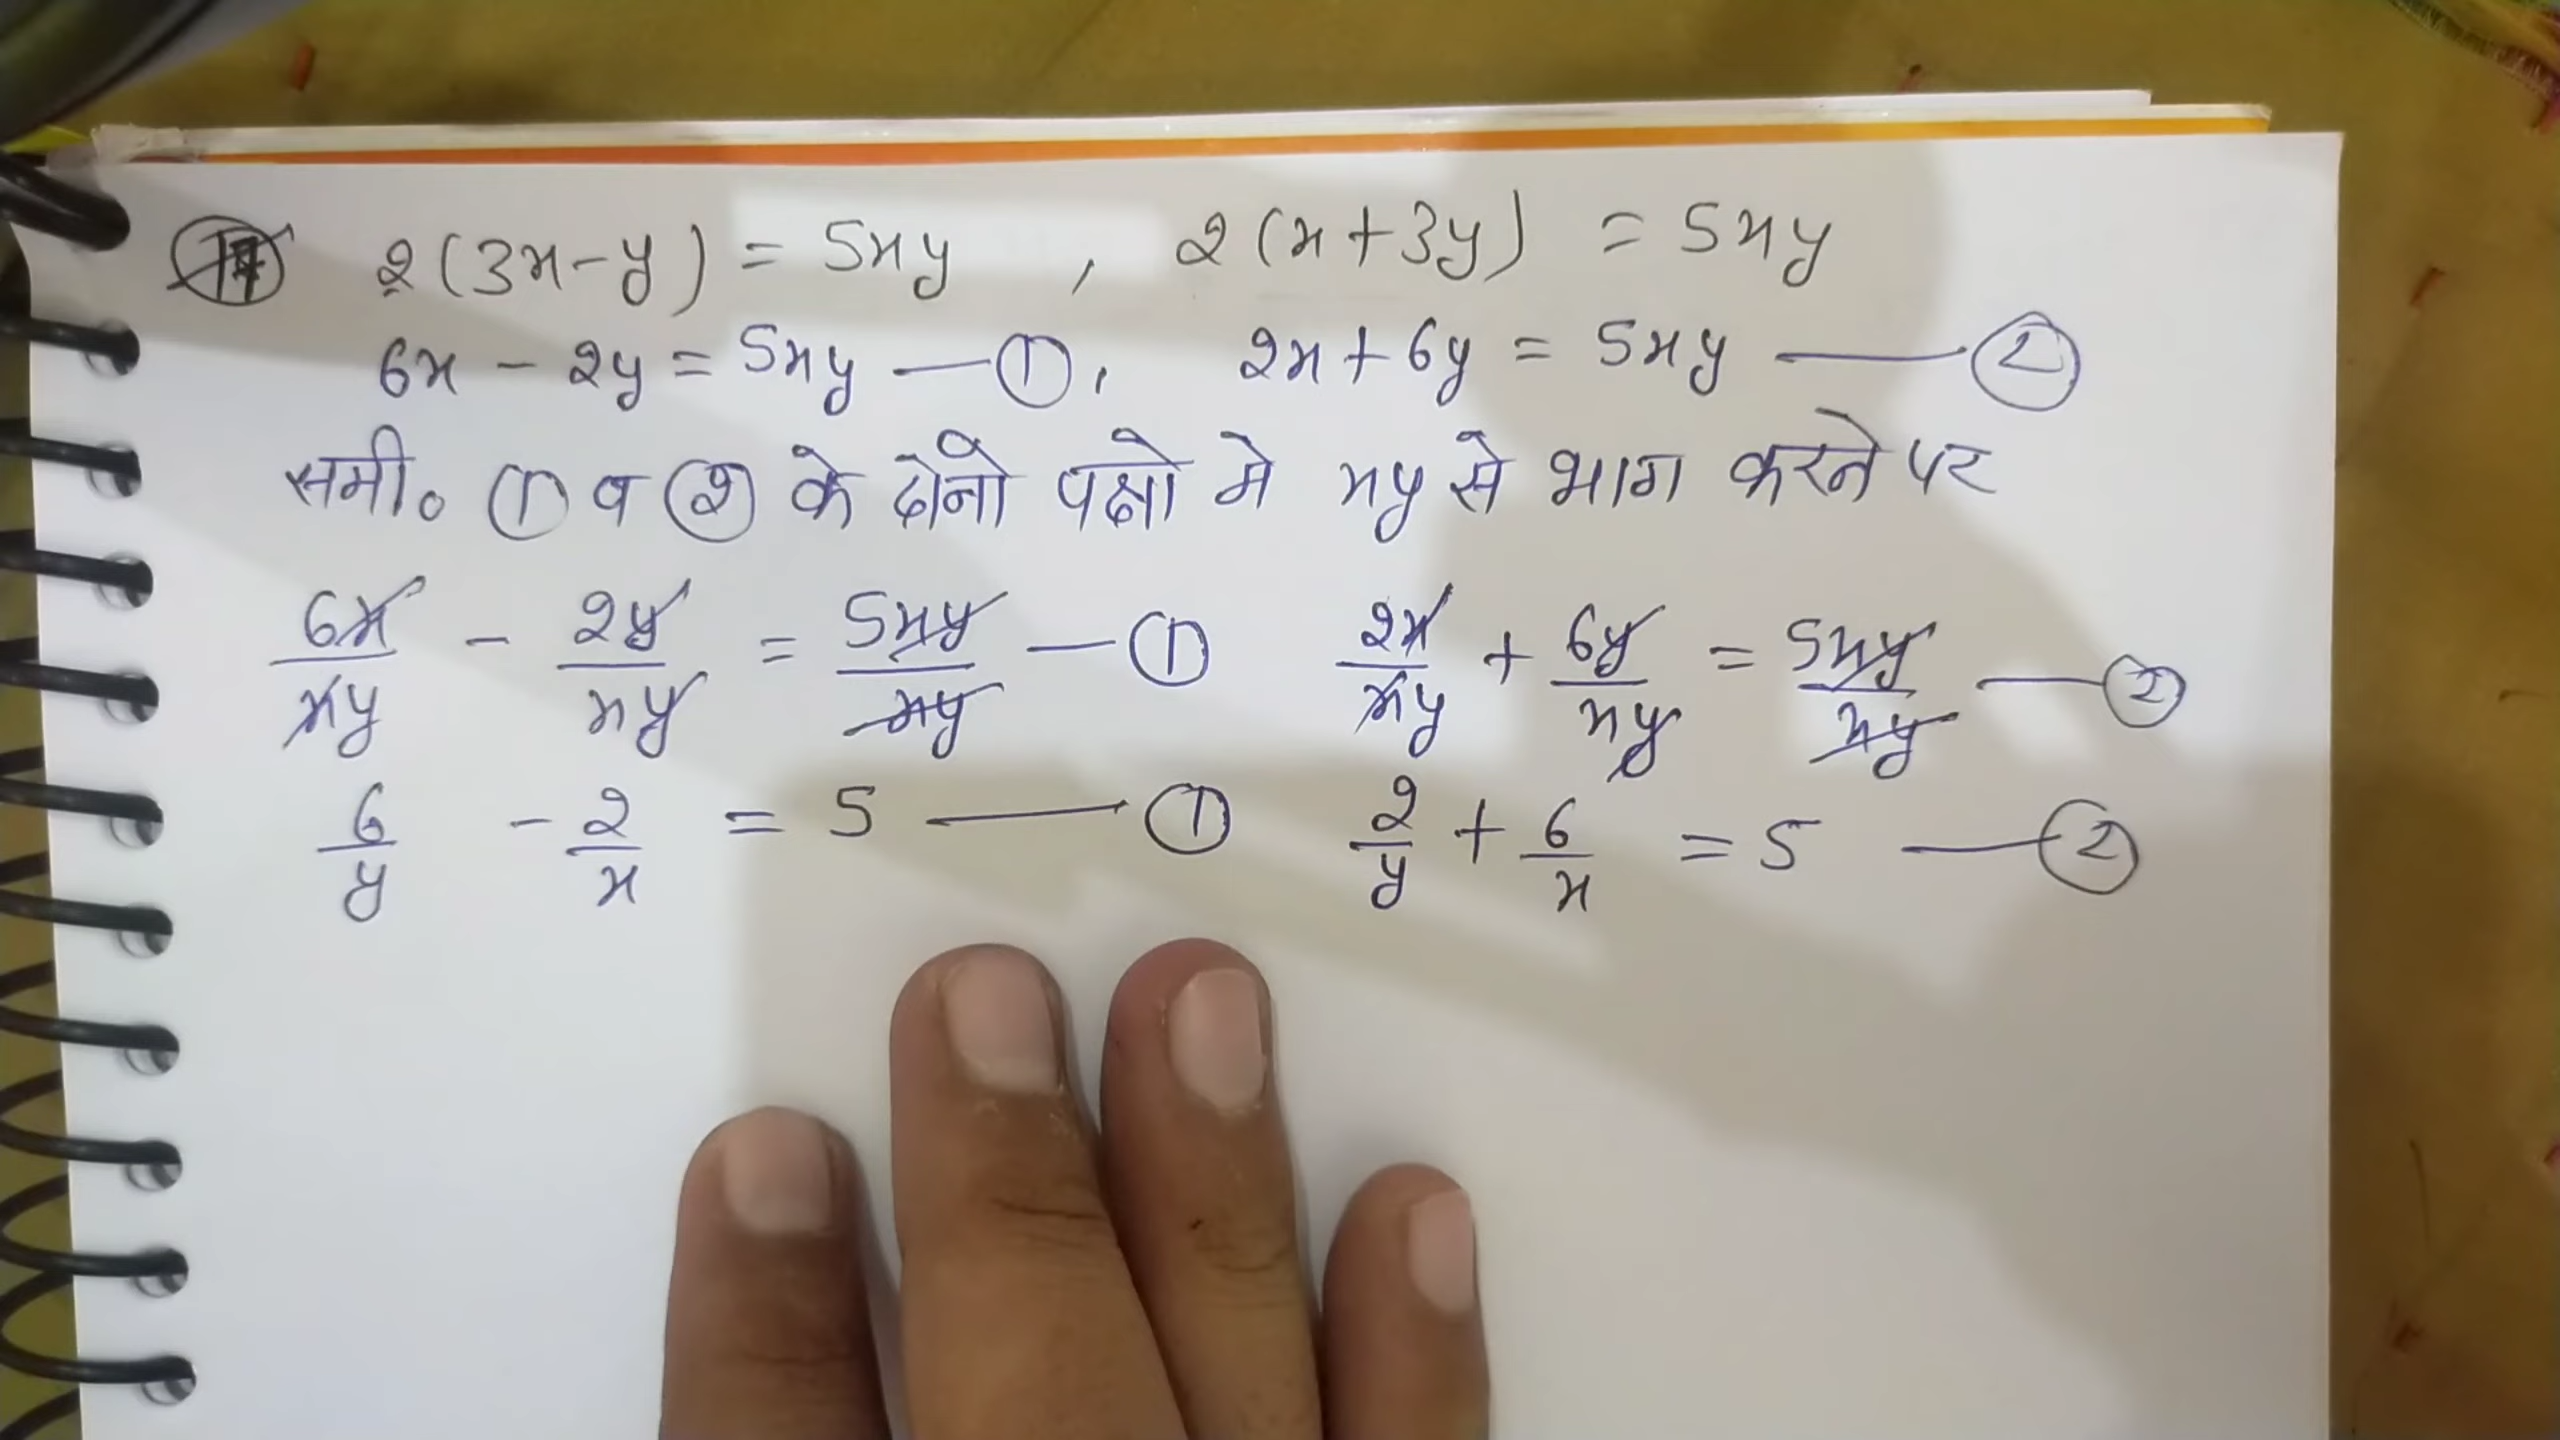 2(3x-y) = 5xy , 2(x+3y) = 5xy
6x - 2y = 5xy — ①, 2x + 6y = 5xy — ②
समी० ① व ② के दोनो पक्षो मे xy से भाग करने पर
6x/xy - 2y/xy = 5xy/xy — ① 2x/xy + 6y/xy = 5xy/xy — ②
6/y - 2/x = 5 — ① 2/y + 6/x = 5 — ②